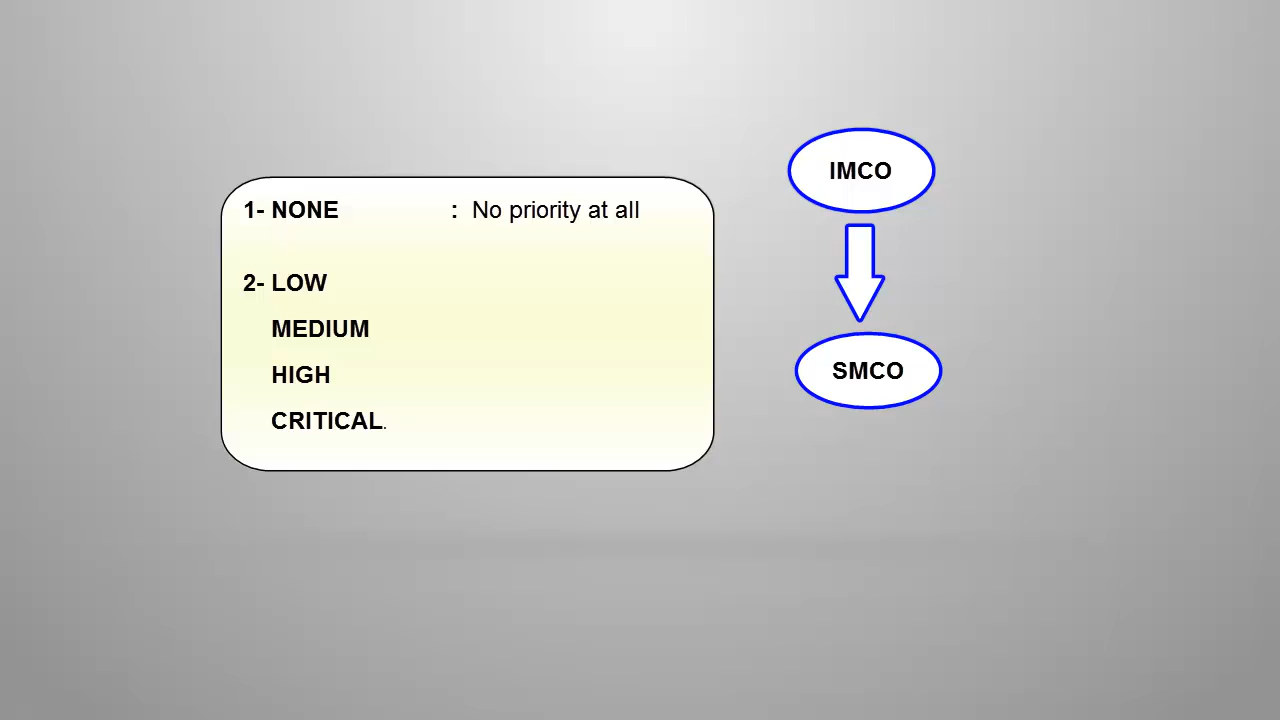 1- NONE : No priority at all
2- LOW
MEDIUM
HIGH
CRITICAL.
IMCO
SMCO